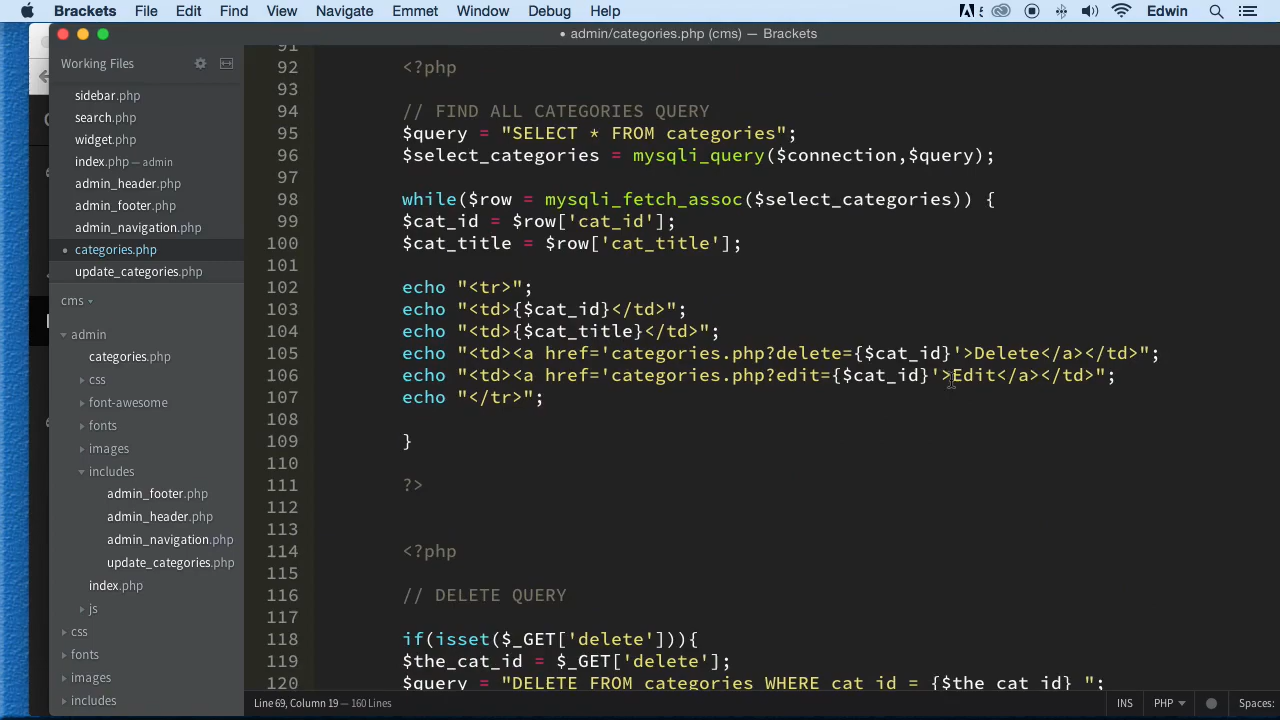 Brackets File Edit Find View Navigate Emmet Window Debug Help Edwin
admin/categories.php (cms) — Brackets
Working Files
sidebar.php
search.php
widget.php
index.php — admin
admin_header.php
admin_footer.php
admin_navigation.php
categories.php
update_categories.php
cms
admin
categories.php
css
font-awesome
fonts
images
includes
admin_footer.php
admin_header.php
admin_navigation.php
update_categories.php
index.php
js
css
fonts
images
includes
91
92 <?php
93
94 // FIND ALL CATEGORIES QUERY
95 $query = "SELECT * FROM categories";
96 $select_categories = mysqli_query($connection,$query);
97
98 while($row = mysqli_fetch_assoc($select_categories)) {
99 $cat_id = $row['cat_id'];
100 $cat_title = $row['cat_title'];
101
102 echo "<tr>";
103 echo "<td>{$cat_id}</td>";
104 echo "<td>{$cat_title}</td>";
105 echo "<td><a href='categories.php?delete={$cat_id}'>Delete</a></td>";
106 echo "<td><a href='categories.php?edit={$cat_id}'>Edit</a></td>";
107 echo "</tr>";
108
109 }
110
111 ?>
112
113
114 <?php
115
116 // DELETE QUERY
117
118 if(isset($_GET['delete'])){
119 $the_cat_id = $_GET['delete'];
120 $query = "DELETE FROM categories WHERE cat_id = {$the_cat_id} ";
Line 69, Column 19 — 160 Lines
INS PHP Spaces: